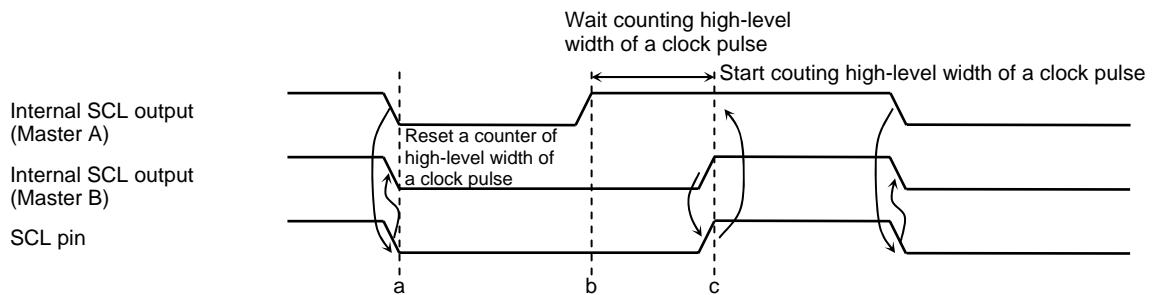 Wait counting high-level
width of a clock pulse
Start couting high-level width of a clock pulse
Internal SCL output
(Master A)
Reset a counter of
high-level width of
a clock pulse
Internal SCL output
(Master B)
SCL pin
a
b
c